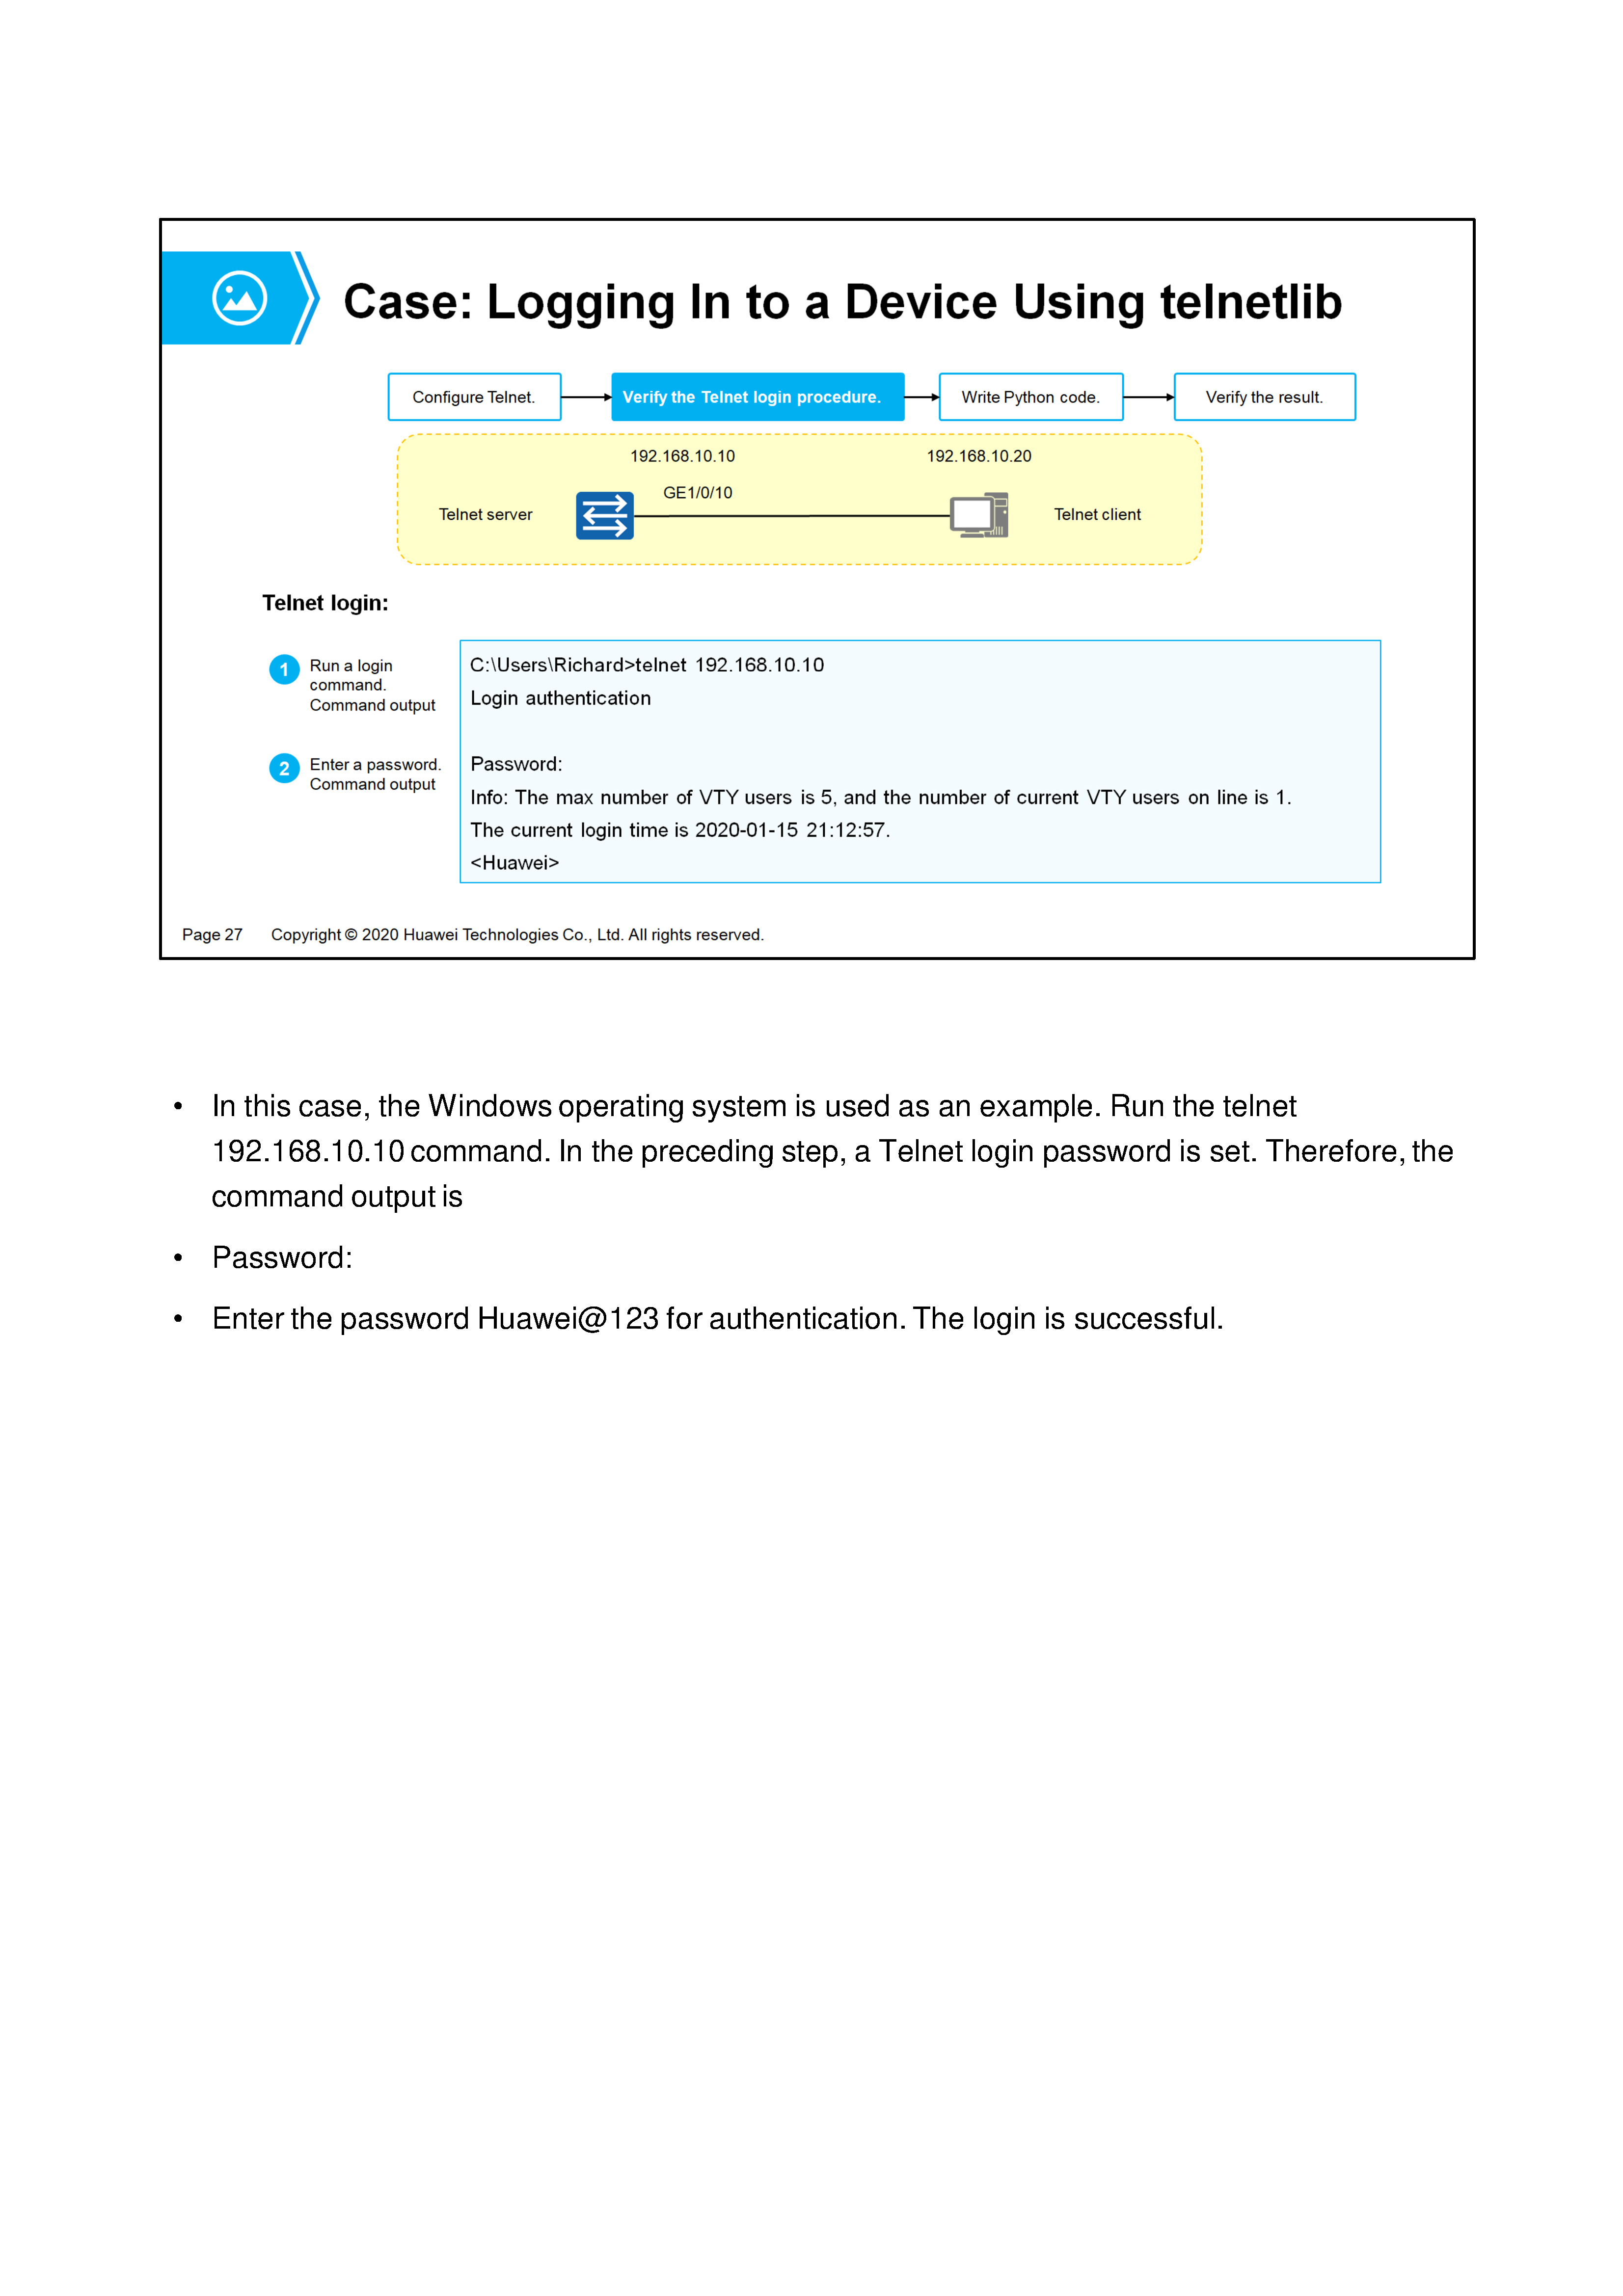 Case: Logging In to a Device Using telnetlib
Configure Telnet.
Verify the Telnet login procedure.
Write Python code.
Verify the result.
192.168.10.10
192.168.10.20
GE1/0/10
Telnet server
Telnet client
Telnet login:
1
Run a login
command.
Command output
C:\Users\Richard>telnet 192.168.10.10
Login authentication
2
Enter a password.
Command output
Password:
Info: The max number of VTY users is 5, and the number of current VTY users on line is 1.
The current login time is 2020-01-15 21:12:57.
<Huawei>
Page 27 Copyright © 2020 Huawei Technologies Co., Ltd. All rights reserved.
• In this case, the Windows operating system is used as an example. Run the telnet
192.168.10.10 command. In the preceding step, a Telnet login password is set. Therefore, the
command output is
• Password:
• Enter the password Huawei@123 for authentication. The login is successful.